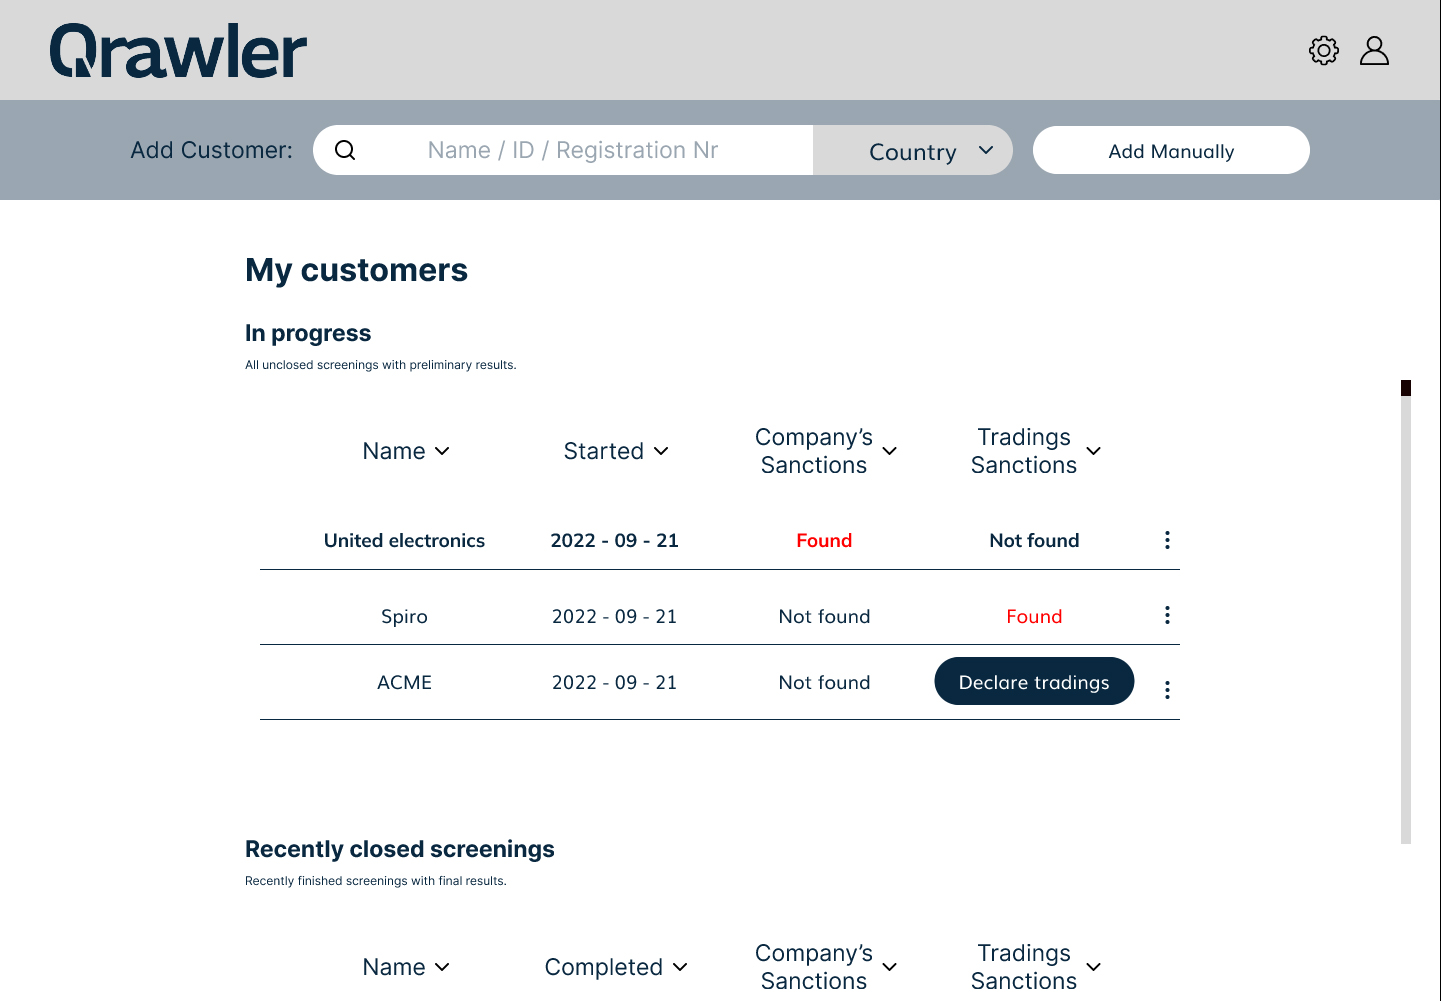 Qrawler
Add Customer:
Name / ID / Registration Nr
Country
Add Manually
My customers
In progress
All unclosed screenings with preliminary results.
Name
Started
Company's
Sanctions
Tradings
Sanctions
United electronics
2022 - 09 - 21
Found
Not found
Spiro
2022 - 09 - 21
Not found
Found
ACME
2022 - 09 - 21
Not found
Declare tradings
Recently closed screenings
Recently finished screenings with final results.
Name
Completed
Company's
Sanctions
Tradings
Sanctions